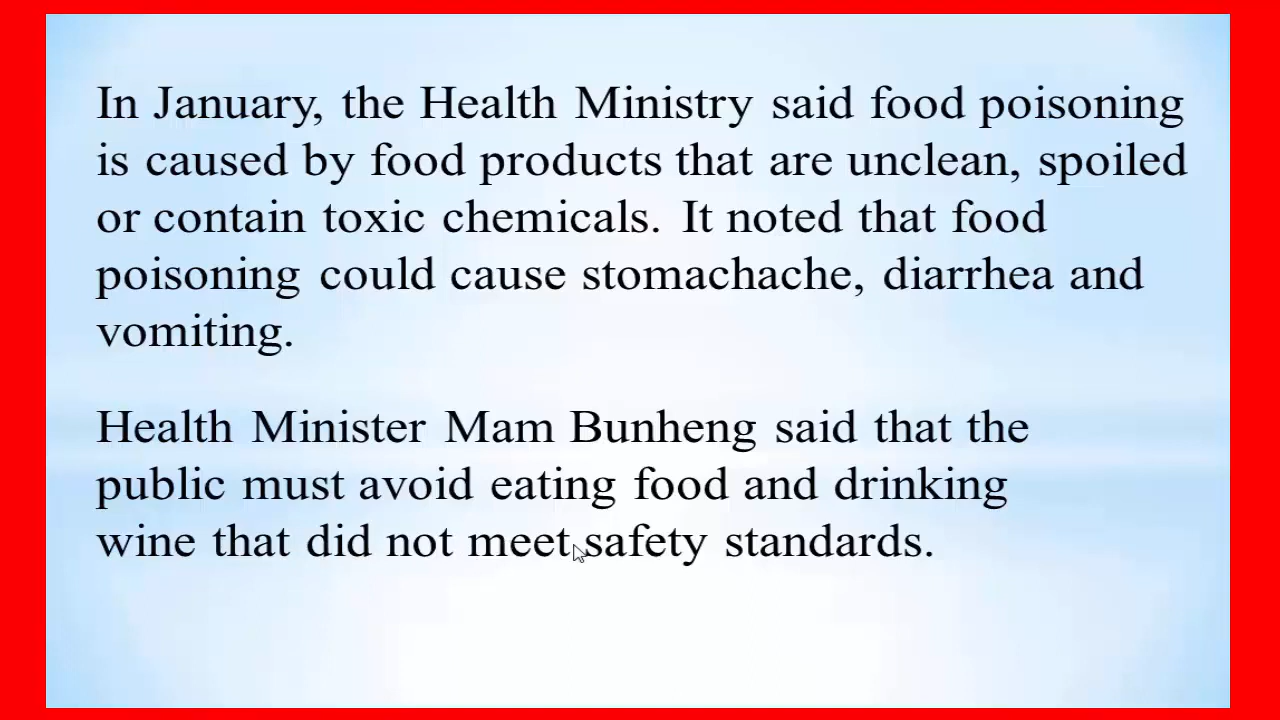 In January, the Health Ministry said food poisoning
is caused by food products that are unclean, spoiled
or contain toxic chemicals. It noted that food
poisoning could cause stomachache, diarrhea and
vomiting.
Health Minister Mam Bunheng said that the
public must avoid eating food and drinking
wine that did not meet safety standards.